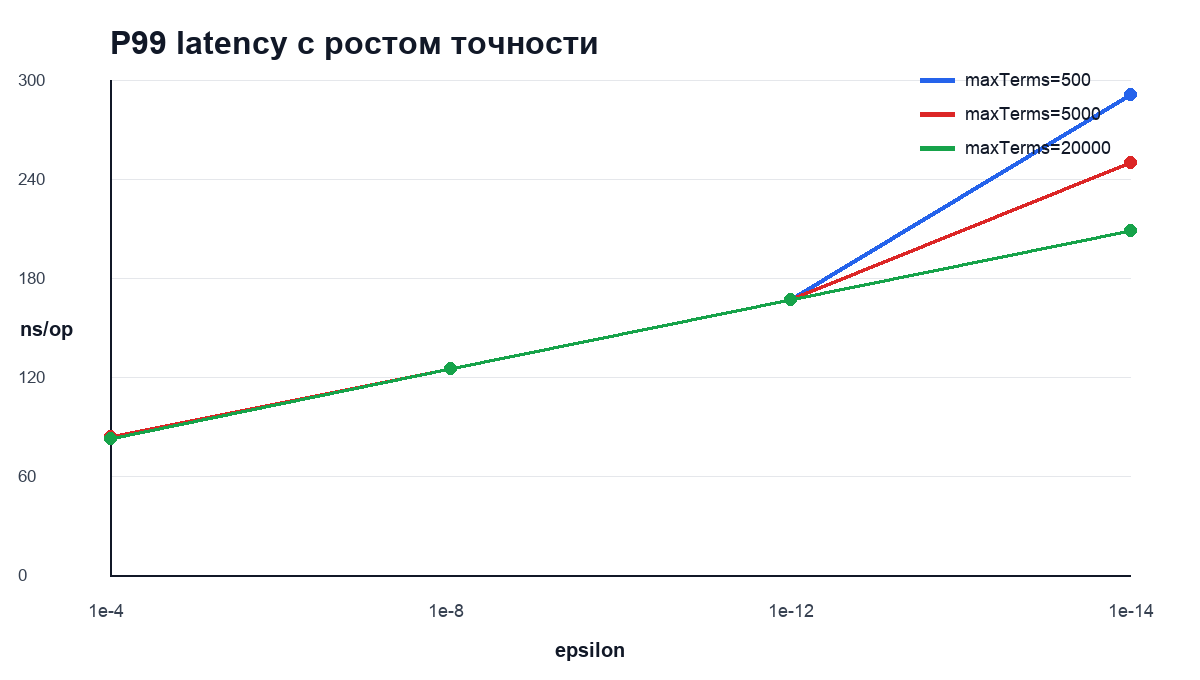 P99 latency с ростом точности
300
maxTerms=500
maxTerms=5000
maxTerms=20000
240
180
ns/op
120
60
0
1e-4 1e-8 1e-12 1e-14
epsilon